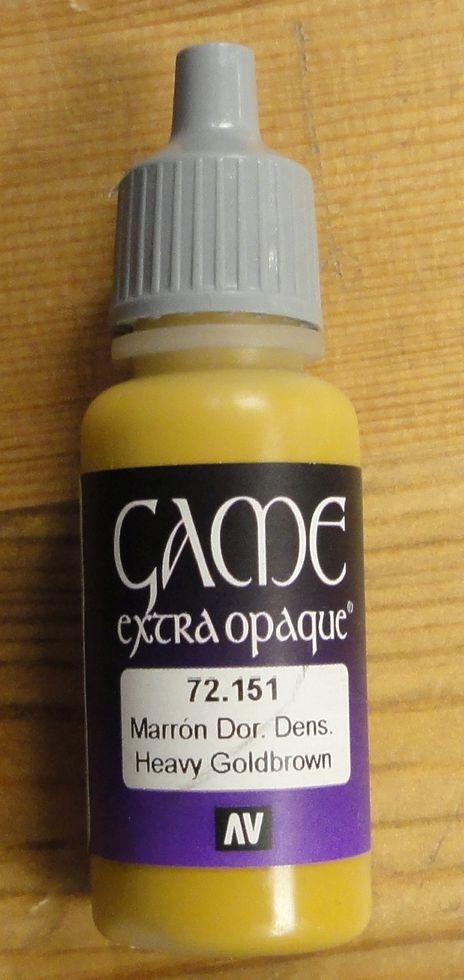 GAME
extra opaque®
72.151
Marrón Dor. Dens.
Heavy Goldbrown
AV